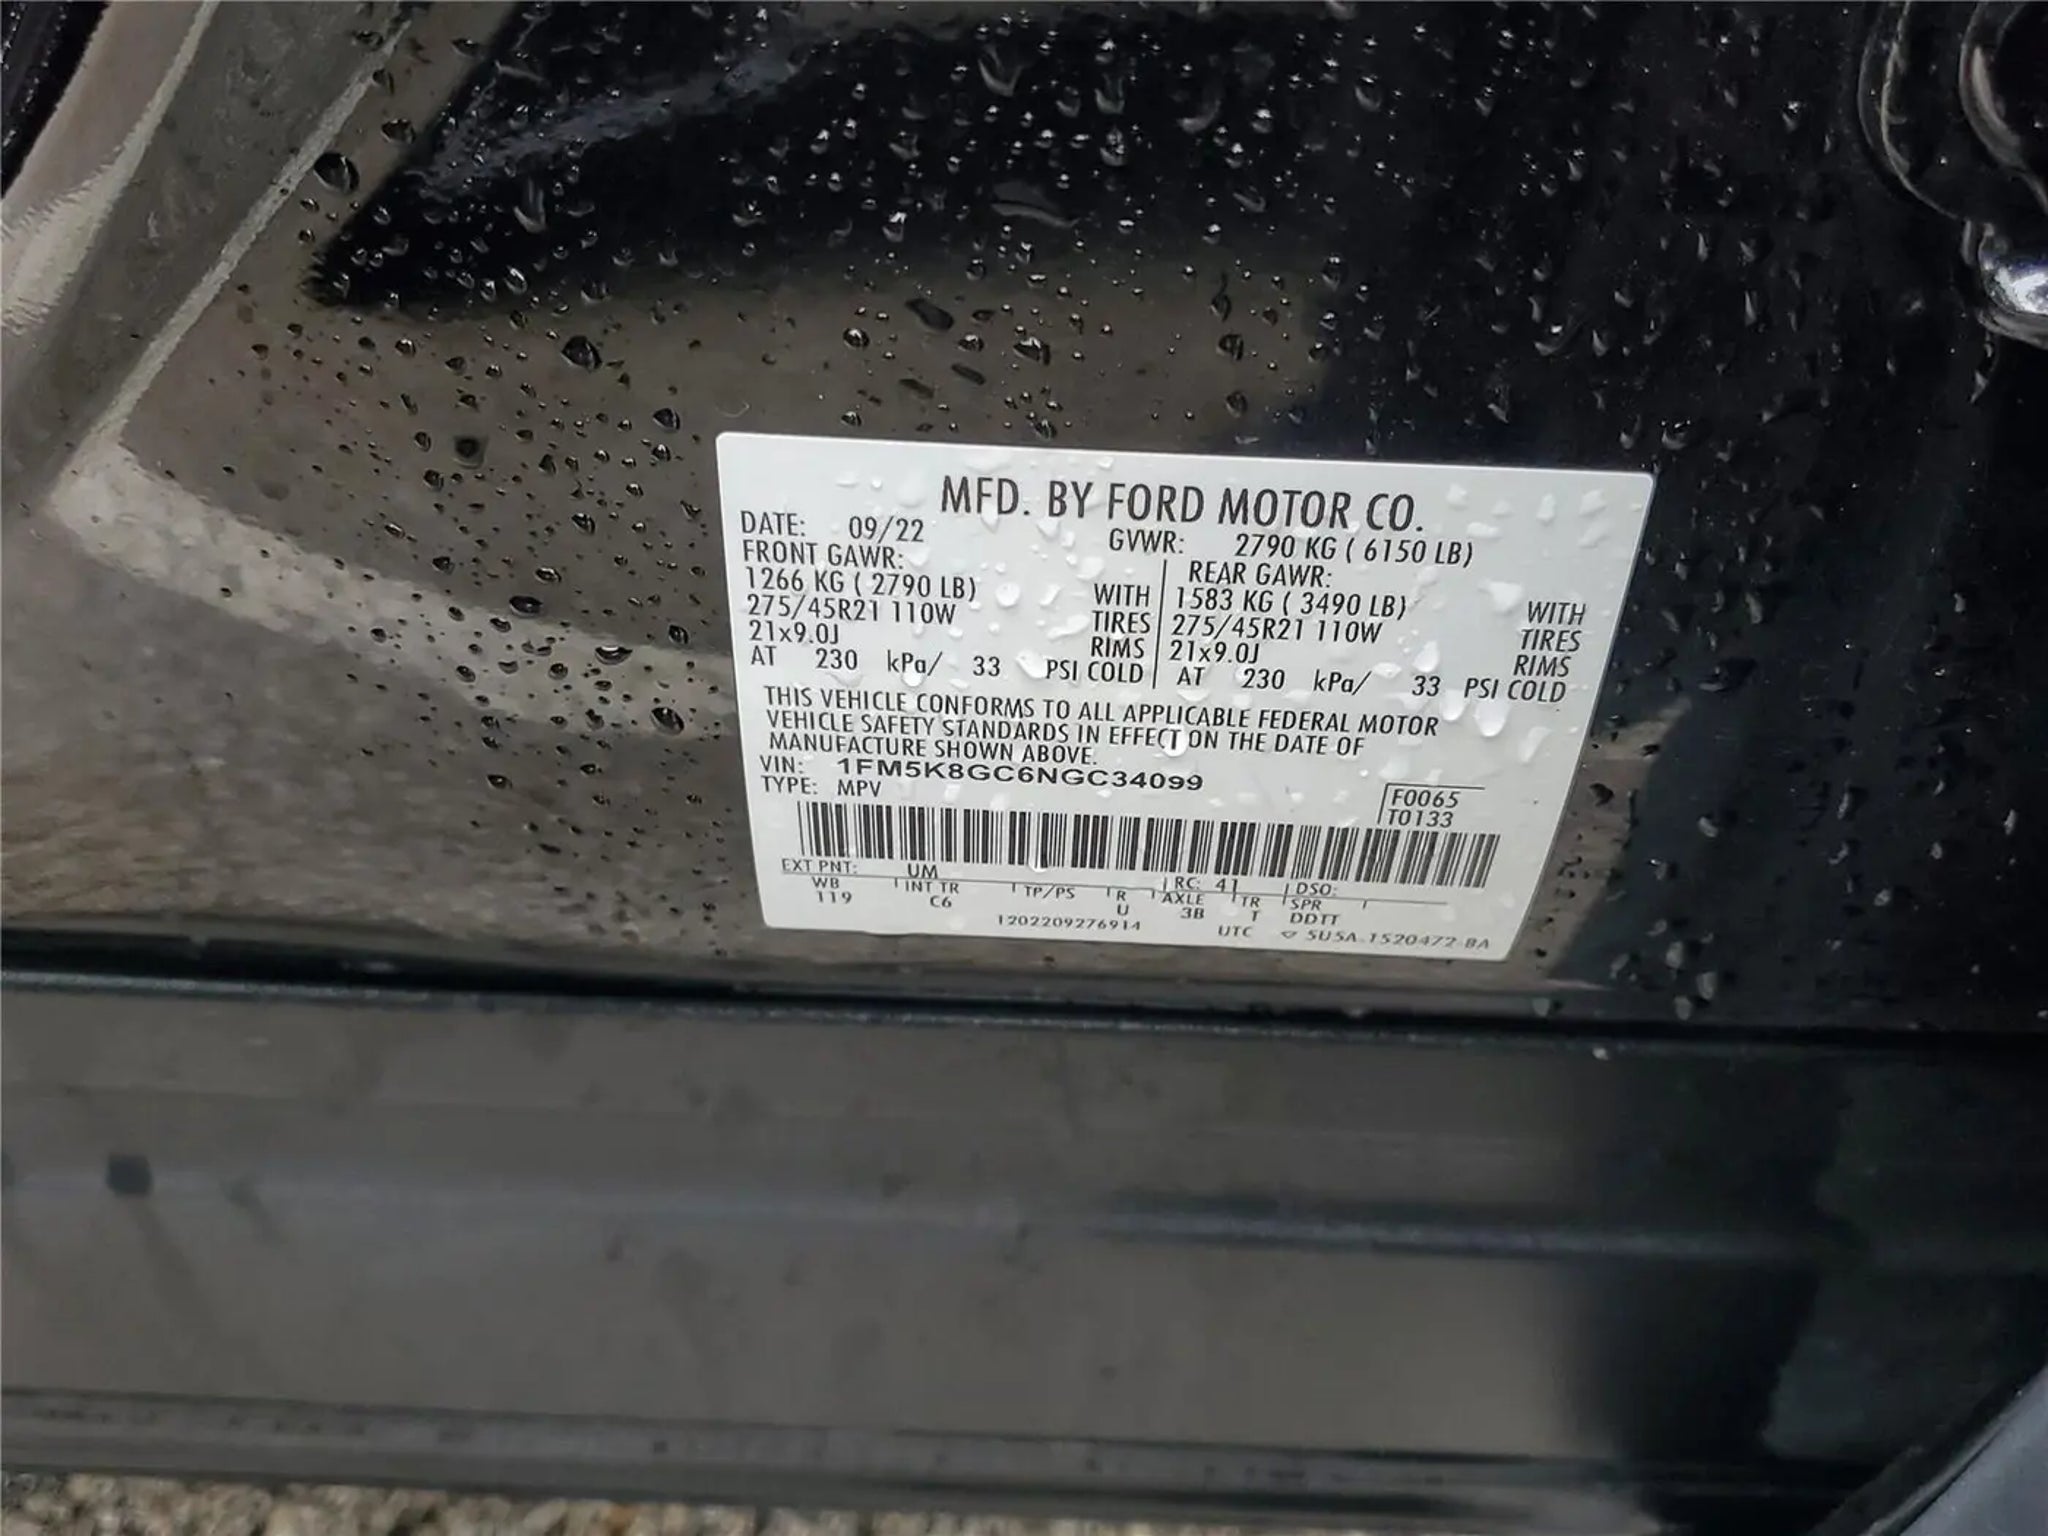 MFD. BY FORD MOTOR CO.
DATE: 09/22 GVWR: 2790 KG ( 6150 LB)
FRONT GAWR: REAR GAWR:
1266 KG ( 2790 LB) WITH 1583 KG ( 3490 LB) WITH
275/45R21 110W TIRES 275/45R21 110W TIRES
21x9.0J RIMS 21x9.0J RIMS
AT 230 kPa/ 33 PSI COLD AT 230 kPa/ 33 PSI COLD
THIS VEHICLE CONFORMS TO ALL APPLICABLE FEDERAL MOTOR
VEHICLE SAFETY STANDARDS IN EFFECT ON THE DATE OF
MANUFACTURE SHOWN ABOVE.
VIN: 1FM5K8GC6NGC34099
TYPE: MPV F0065
T0133
EXT PNT: UM RC: 41 DSO:
WB INT TR TP/PS R AXLE TR SPR
119 C6 U 3B T DDTT
1202209276914 UTC 5U5A-1520472-BA